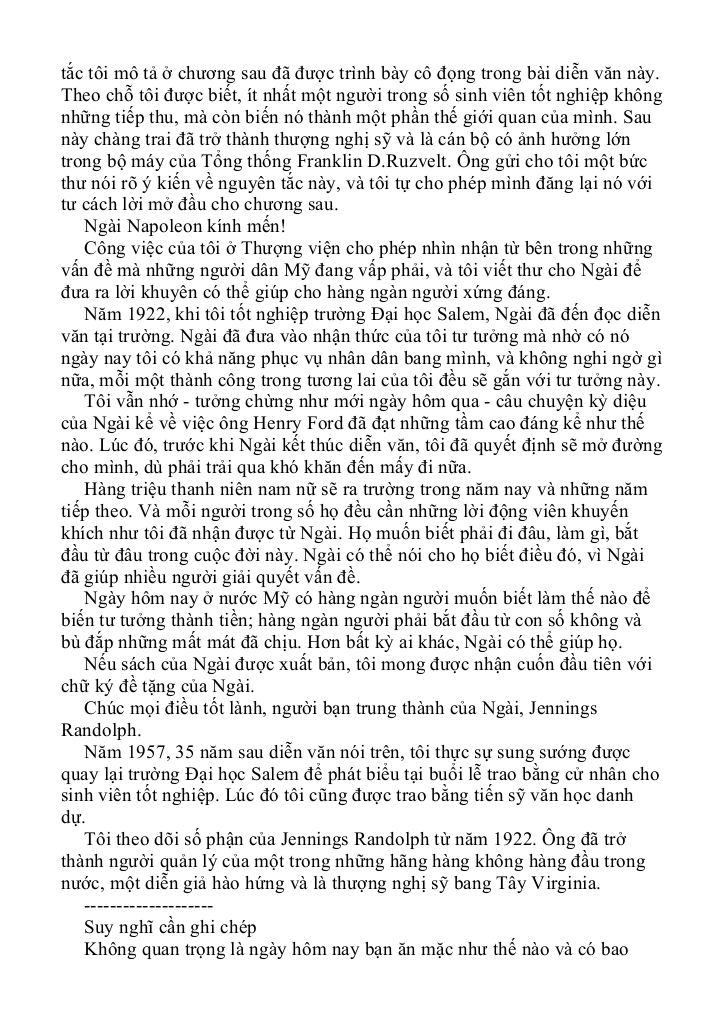 tắc tôi mô tả ở chương sau đã được trình bày cô đọng trong bài diễn văn này.
Theo chỗ tôi được biết, ít nhất một người trong số sinh viên tốt nghiệp không
những tiếp thu, mà còn biến nó thành một phần thế giới quan của mình. Sau
này chàng trai đã trở thành thượng nghị sỹ và là cán bộ có ảnh hưởng lớn
trong bộ máy của Tổng thống Franklin D.Ruzvelt. Ông gửi cho tôi một bức
thư nói rõ ý kiến về nguyên tắc này, và tôi tự cho phép mình đăng lại nó với
tư cách lời mở đầu cho chương sau.
Ngài Napoleon kính mến!
Công việc của tôi ở Thượng viện cho phép nhìn nhận từ bên trong những
vấn đề mà những người dân Mỹ đang vấp phải, và tôi viết thư cho Ngài để
đưa ra lời khuyên có thể giúp cho hàng ngàn người xứng đáng.
Năm 1922, khi tôi tốt nghiệp trường Đại học Salem, Ngài đã đến đọc diễn
văn tại trường. Ngài đã đưa vào nhận thức của tôi tư tưởng mà nhờ có nó
ngày nay tôi có khả năng phục vụ nhân dân bang mình, và không nghi ngờ gì
nữa, mỗi một thành công trong tương lai của tôi đều sẽ gắn với tư tưởng này.
Tôi vẫn nhớ - tưởng chừng như mới ngày hôm qua - câu chuyện kỳ diệu
của Ngài kể về việc ông Henry Ford đã đạt những tầm cao đáng kể như thế
nào. Lúc đó, trước khi Ngài kết thúc diễn văn, tôi đã quyết định sẽ mở đường
cho mình, dù phải trải qua khó khăn đến mấy đi nữa.
Hàng triệu thanh niên nam nữ sẽ ra trường trong năm nay và những năm
tiếp theo. Và mỗi người trong số họ đều cần những lời động viên khuyến
khích như tôi đã nhận được từ Ngài. Họ muốn biết phải đi đâu, làm gì, bắt
đầu từ đâu trong cuộc đời này. Ngài có thể nói cho họ biết điều đó, vì Ngài
đã giúp nhiều người giải quyết vấn đề.
Ngày hôm nay ở nước Mỹ có hàng ngàn người muốn biết làm thế nào để
biến tư tưởng thành tiền; hàng ngàn người phải bắt đầu từ con số không và
bù đắp những mất mát đã chịu. Hơn bất kỳ ai khác, Ngài có thể giúp họ.
Nếu sách của Ngài được xuất bản, tôi mong được nhận cuốn đầu tiên với
chữ ký đề tặng của Ngài.
Chúc mọi điều tốt lành, người bạn trung thành của Ngài, Jennings
Randolph.
Năm 1957, 35 năm sau diễn văn nói trên, tôi thực sự sung sướng được
quay lại trường Đại học Salem để phát biểu tại buổi lễ trao bằng cử nhân cho
sinh viên tốt nghiệp. Lúc đó tôi cũng được trao bằng tiến sỹ văn học danh
dự.
Tôi theo dõi số phận của Jennings Randolph từ năm 1922. Ông đã trở
thành người quản lý của một trong những hãng hàng không hàng đầu trong
nước, một diễn giả hào hứng và là thượng nghị sỹ bang Tây Virginia.
--------------------
Suy nghĩ cần ghi chép
Không quan trọng là ngày hôm nay bạn ăn mặc như thế nào và có bao